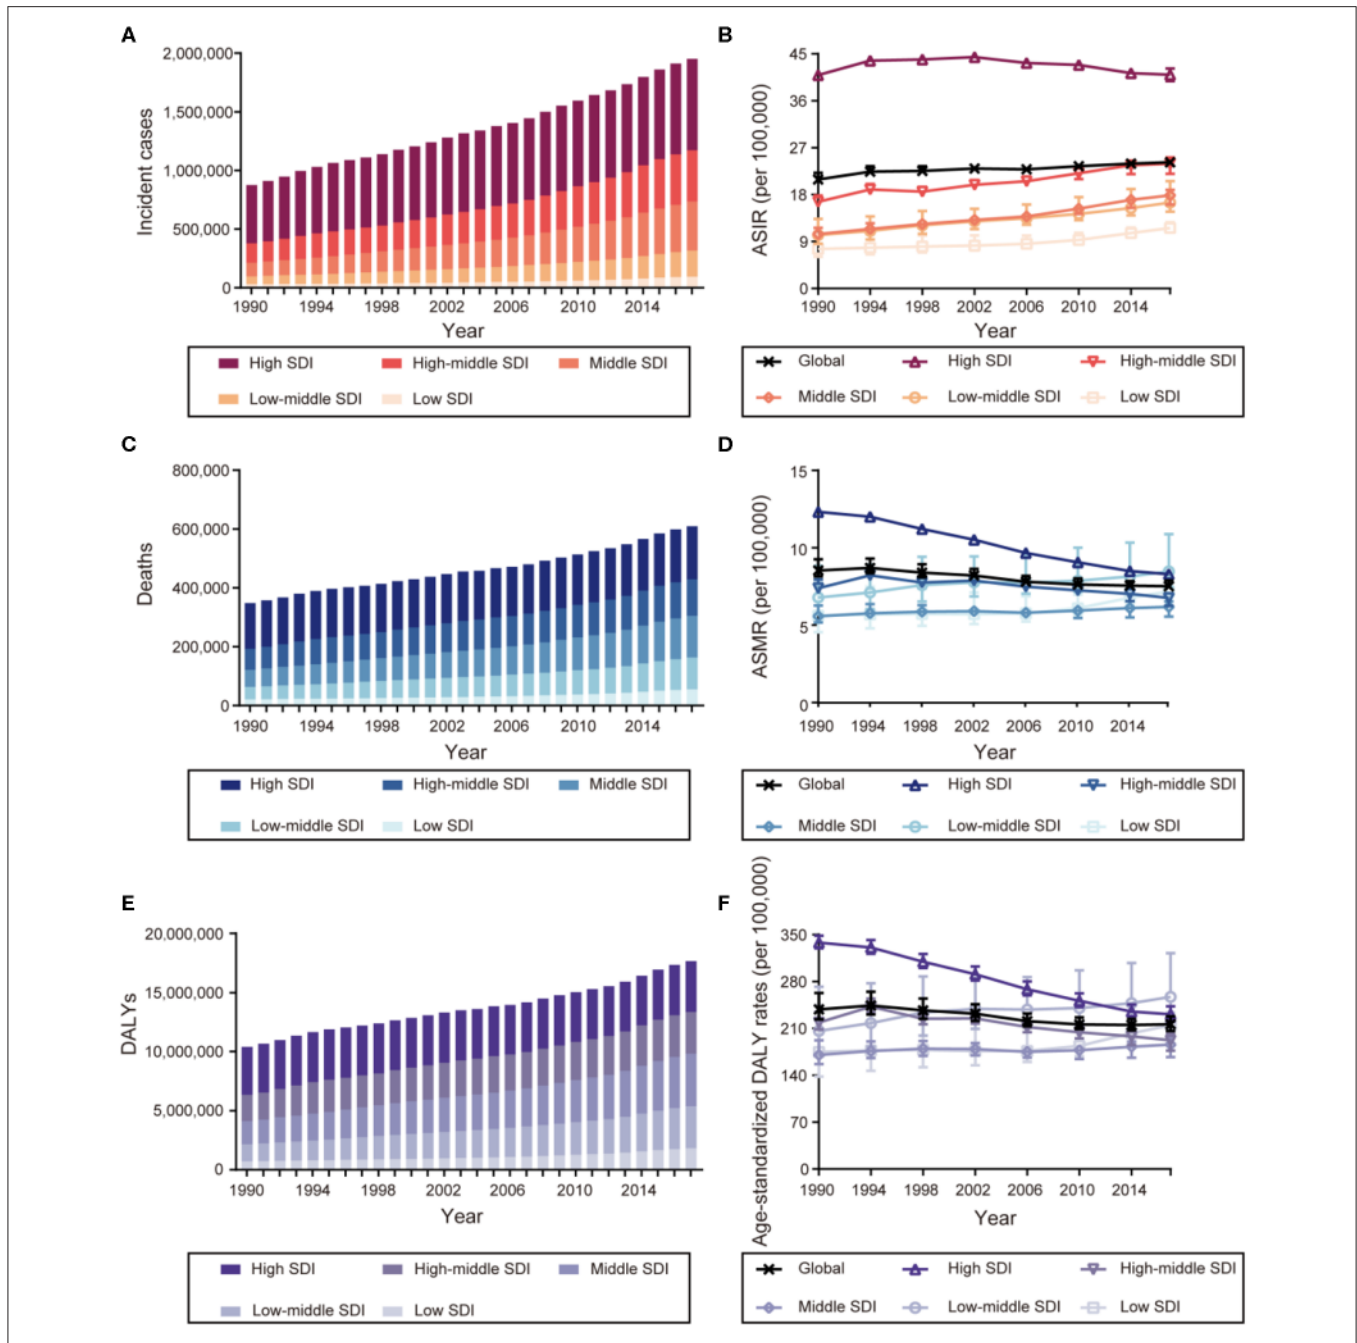 A
Incident cases
2,000,000
1,500,000
1,000,000
500,000
0
1990 1994 1998 2002 2006 2010 2014
Year
High SDI High-middle SDI Middle SDI
Low-middle SDI Low SDI
B
ASIR (per 100,000)
45
36
27
18
9
0
1990 1994 1998 2002 2006 2010 2014
Year
Global High SDI High-middle SDI
Middle SDI Low-middle SDI Low SDI
C
Deaths
800,000
600,000
400,000
200,000
0
1990 1994 1998 2002 2006 2010 2014
Year
High SDI High-middle SDI Middle SDI
Low-middle SDI Low SDI
D
ASMR (per 100,000)
15
10
5
0
1990 1994 1998 2002 2006 2010 2014
Year
Global High SDI High-middle SDI
Middle SDI Low-middle SDI Low SDI
E
DALYs
20,000,000
15,000,000
10,000,000
5,000,000
0
1990 1994 1998 2002 2006 2010 2014
Year
High SDI High-middle SDI Middle SDI
Low-middle SDI Low SDI
F
Age-standardized DALY rates (per 100,000)
350
280
210
140
70
0
1990 1994 1998 2002 2006 2010 2014
Year
Global High SDI High-middle SDI
Middle SDI Low-middle SDI Low SDI